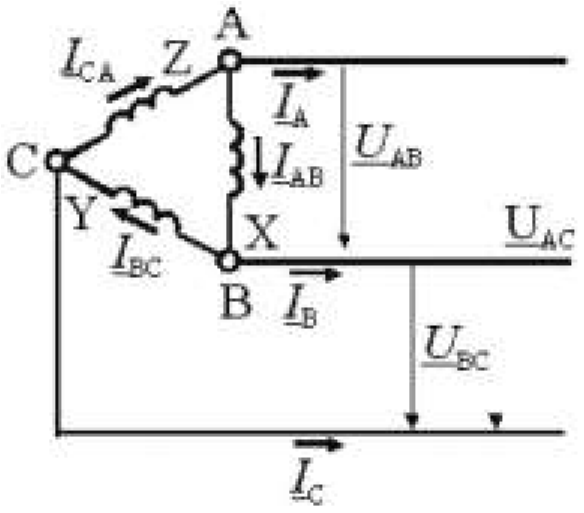 A
I_CA Z
I_A
C I_AB U_AB
Y X U_AC
I_BC
B I_B
U_BC
I_C